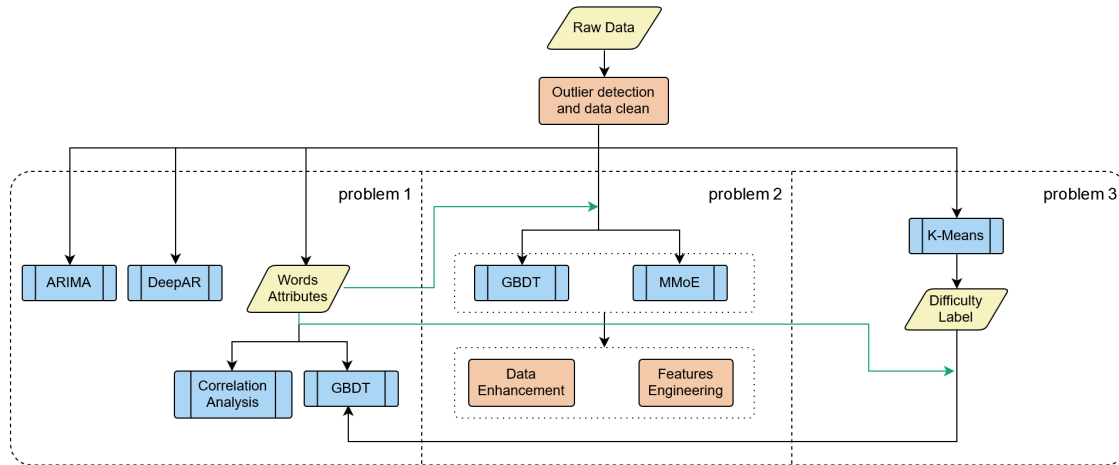 Raw Data
Outlier detection
and data clean
problem 1
problem 2
problem 3
K-Means
ARIMA
DeepAR
Words
Attributes
GBDT
MMoE
Difficulty
Label
Correlation
Analysis
GBDT
Data
Enhancement
Features
Engineering